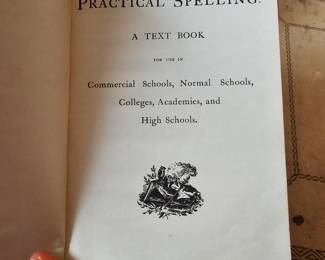 PRACTICAL SPELLING.
A TEXT BOOK
FOR USE IN
Commercial Schools, Normal Schools,
Colleges, Academies, and
High Schools.